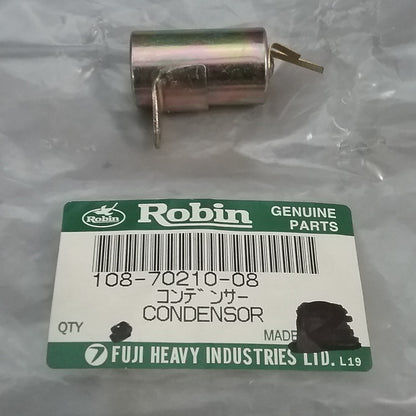 Robin
Robin
GENUINE
PARTS
108-70210-08
コンデンサー
CONDENSOR
QTY
MADE
FUJI HEAVY INDUSTRIES LTD. L19